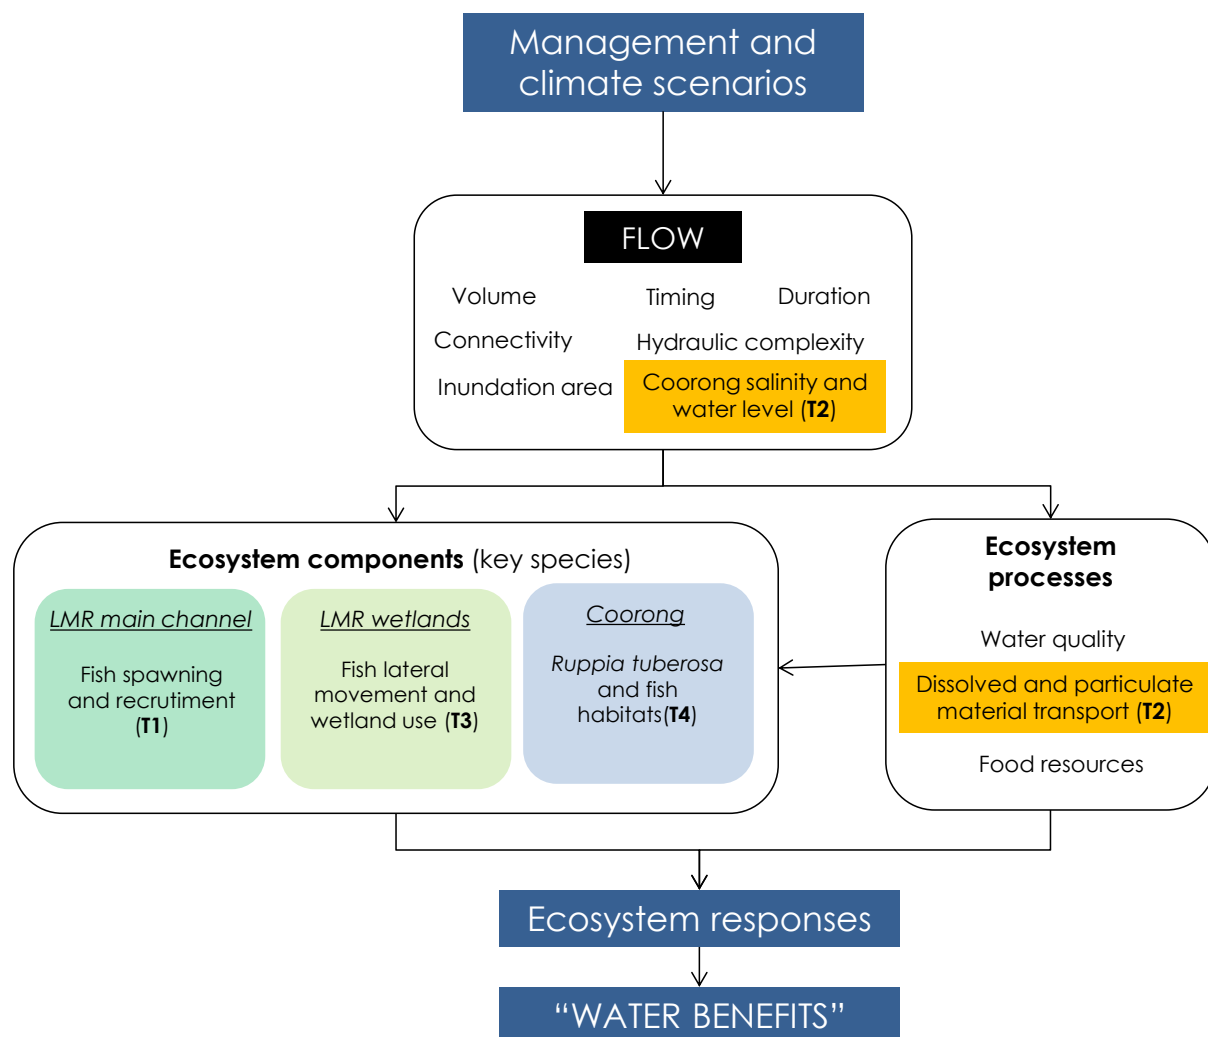 Management and
climate scenarios
FLOW
Volume
Timing
Duration
Connectivity
Hydraulic complexity
Inundation area
Coorong salinity and
water level (T2)
Ecosystem components (key species)
LMR main channel
Fish spawning
and recrutiment
(T1)
LMR wetlands
Fish lateral
movement and
wetland use (T3)
Coorong
Ruppia tuberosa
and fish
habitats(T4)
Ecosystem
processes
Water quality
Dissolved and particulate
material transport (T2)
Food resources
Ecosystem responses
“WATER BENEFITS”